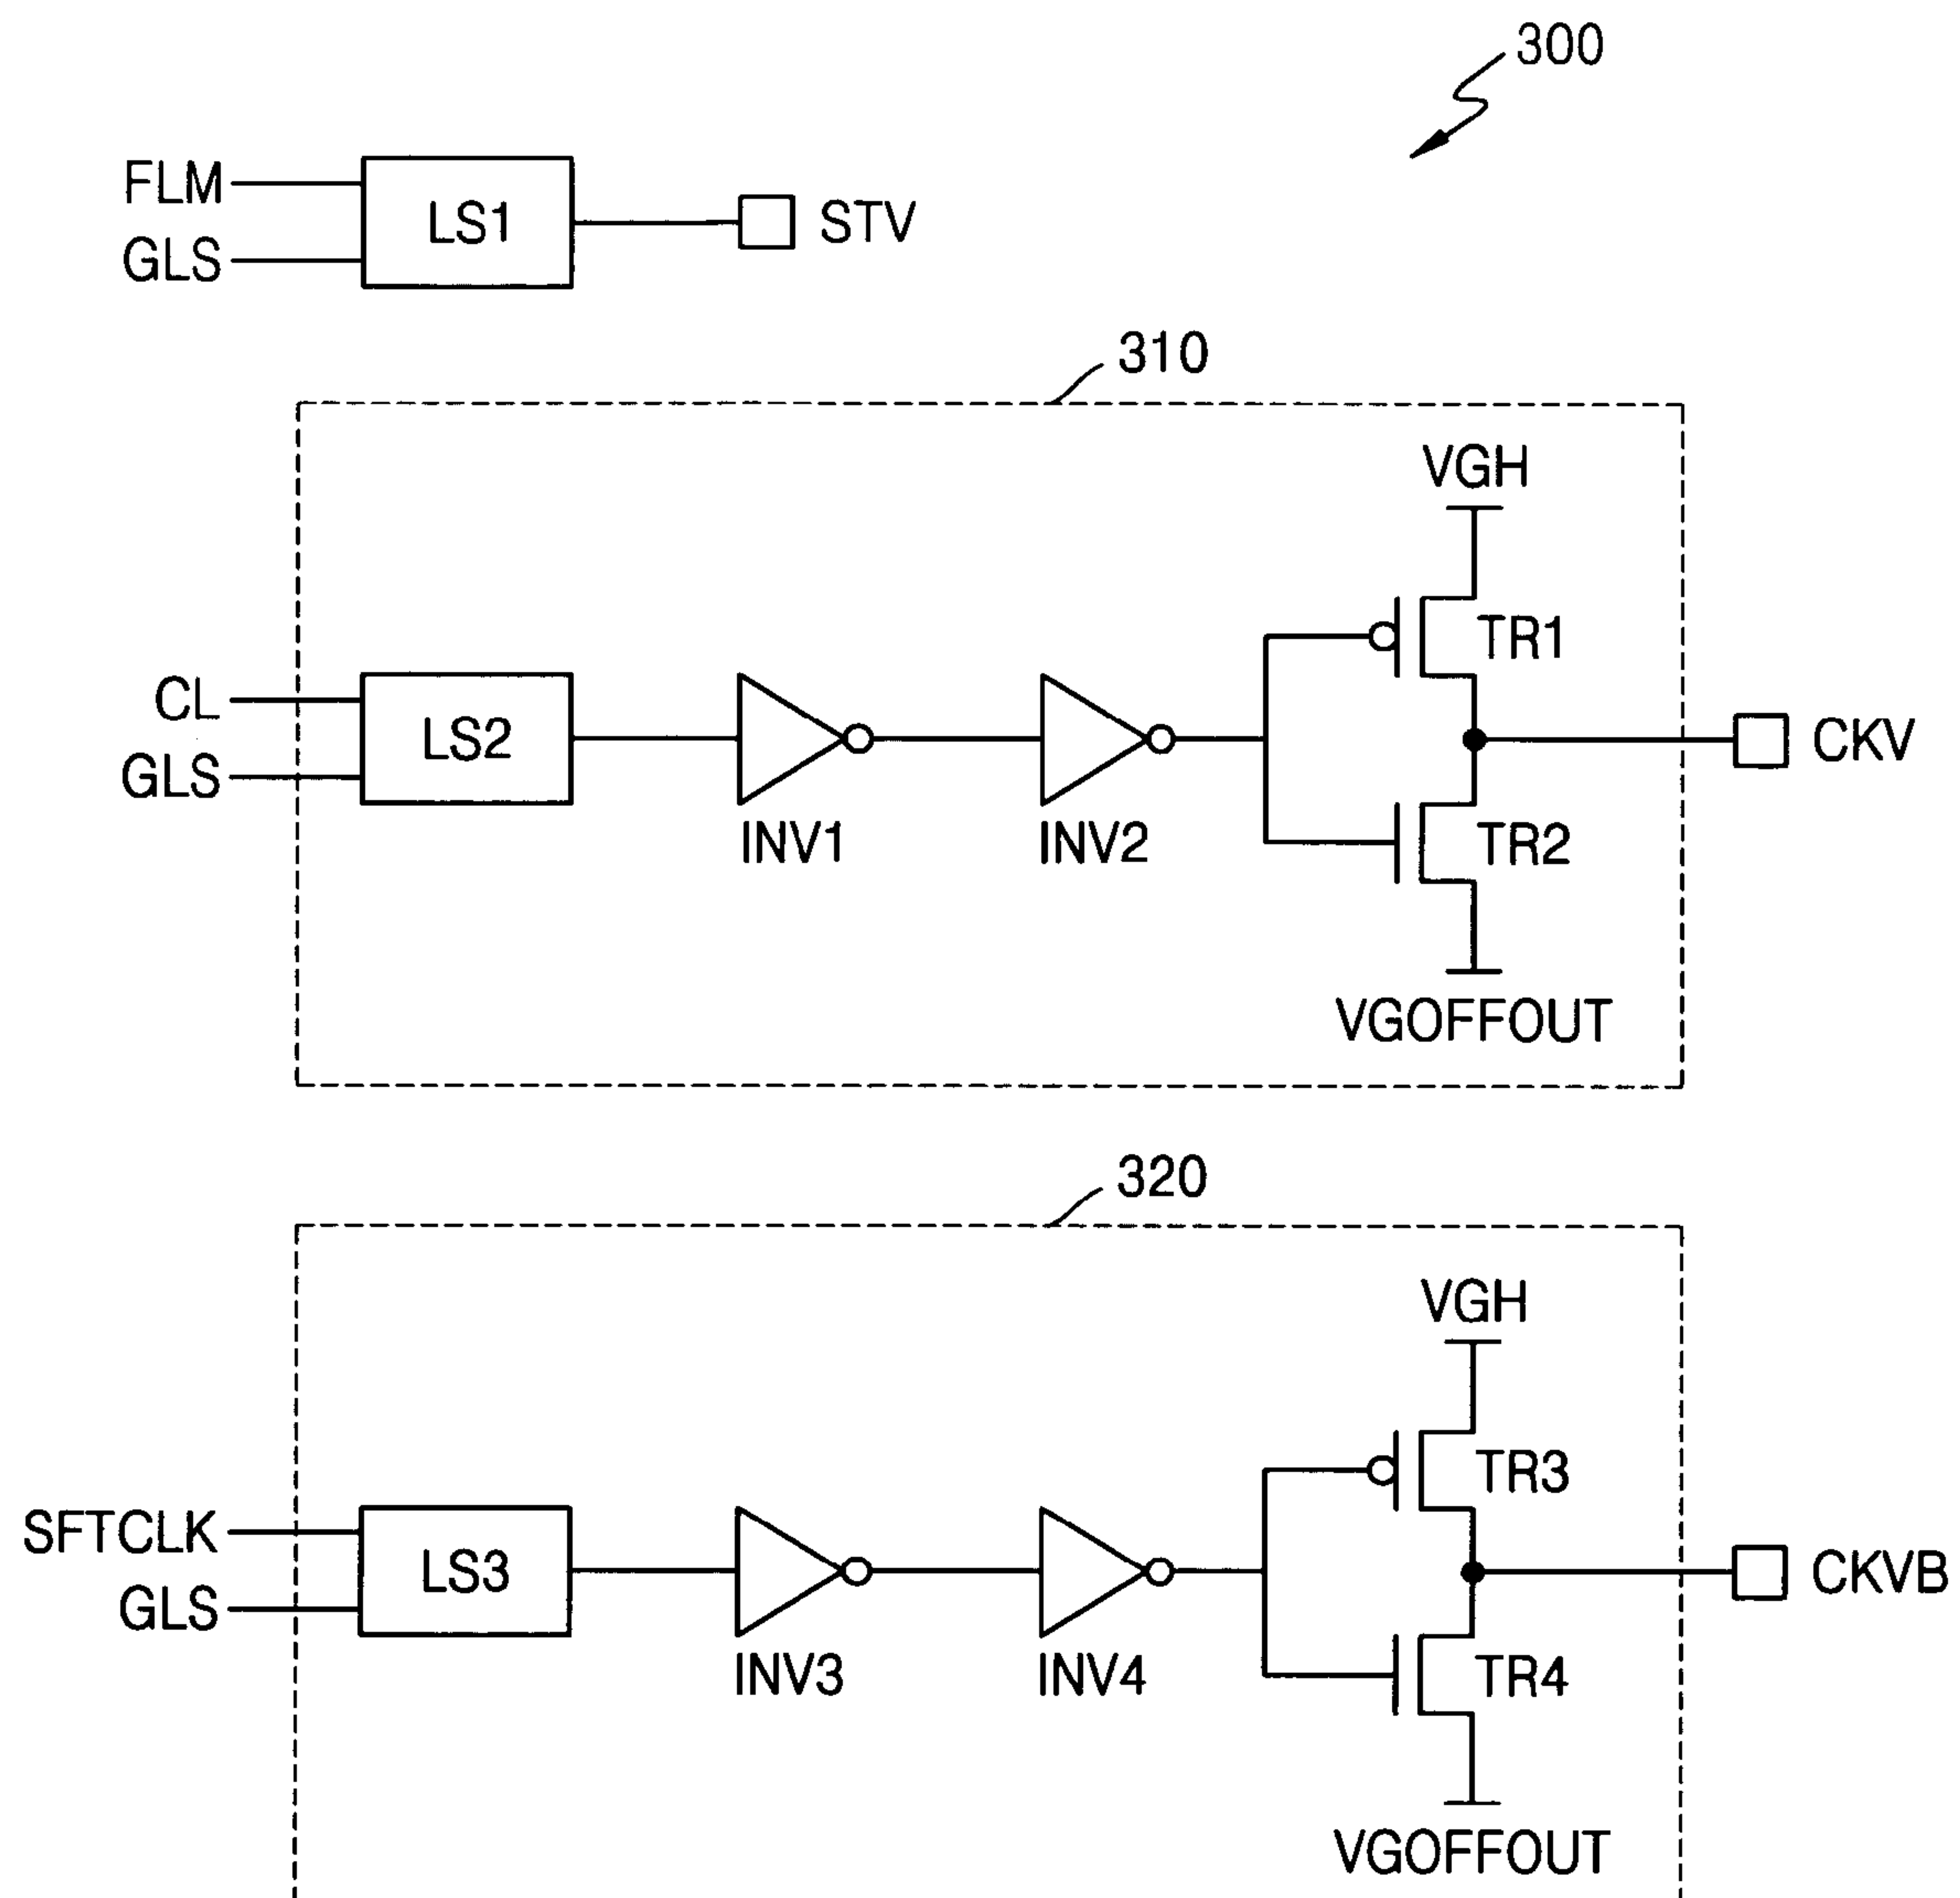 300
FLM
GLS
LS1
STV
310
VGH
TR1
CL
GLS
LS2
INV1
INV2
TR2
CKV
VGOFFOUT
320
VGH
TR3
SFTCLK
GLS
LS3
INV3
INV4
TR4
CKVB
VGOFFOUT